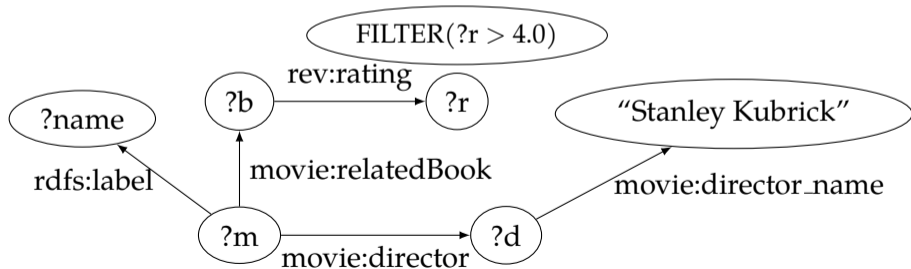 FILTER(?r > 4.0)
rev:rating
?b
?r
?name
“Stanley Kubrick”
rdfs:label
movie:relatedBook
movie:director_name
?m
?d
movie:director